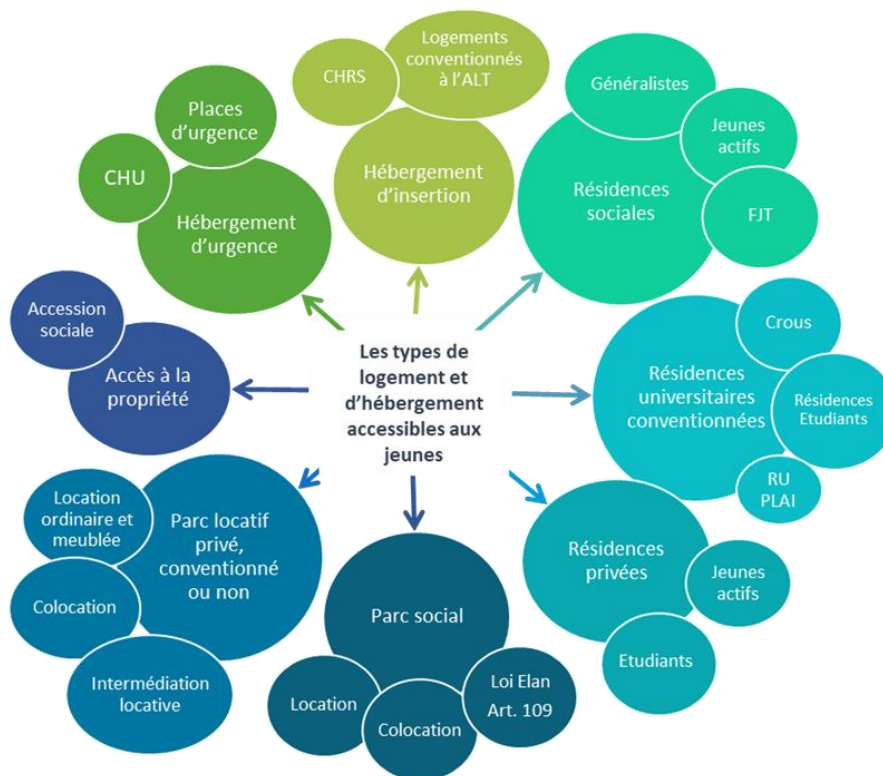 Les types de
logement et
d'hébergement
accessibles aux
jeunes
Hébergement
d'insertion
CHRS
Logements
conventionnés
à l'ALT
Résidences
sociales
Généralistes
Jeunes
actifs
FJT
Résidences
universitaires
conventionnées
Crous
Résidences
Etudiants
RU
PLAI
Résidences
privées
Jeunes
actifs
Etudiants
Parc social
Loi Elan
Art. 109
Colocation
Location
Parc locatif
privé,
conventionné
ou non
Location
ordinaire et
meublée
Colocation
Intermédiation
locative
Accès à la
propriété
Accession
sociale
Hébergement
d'urgence
CHU
Places
d'urgence